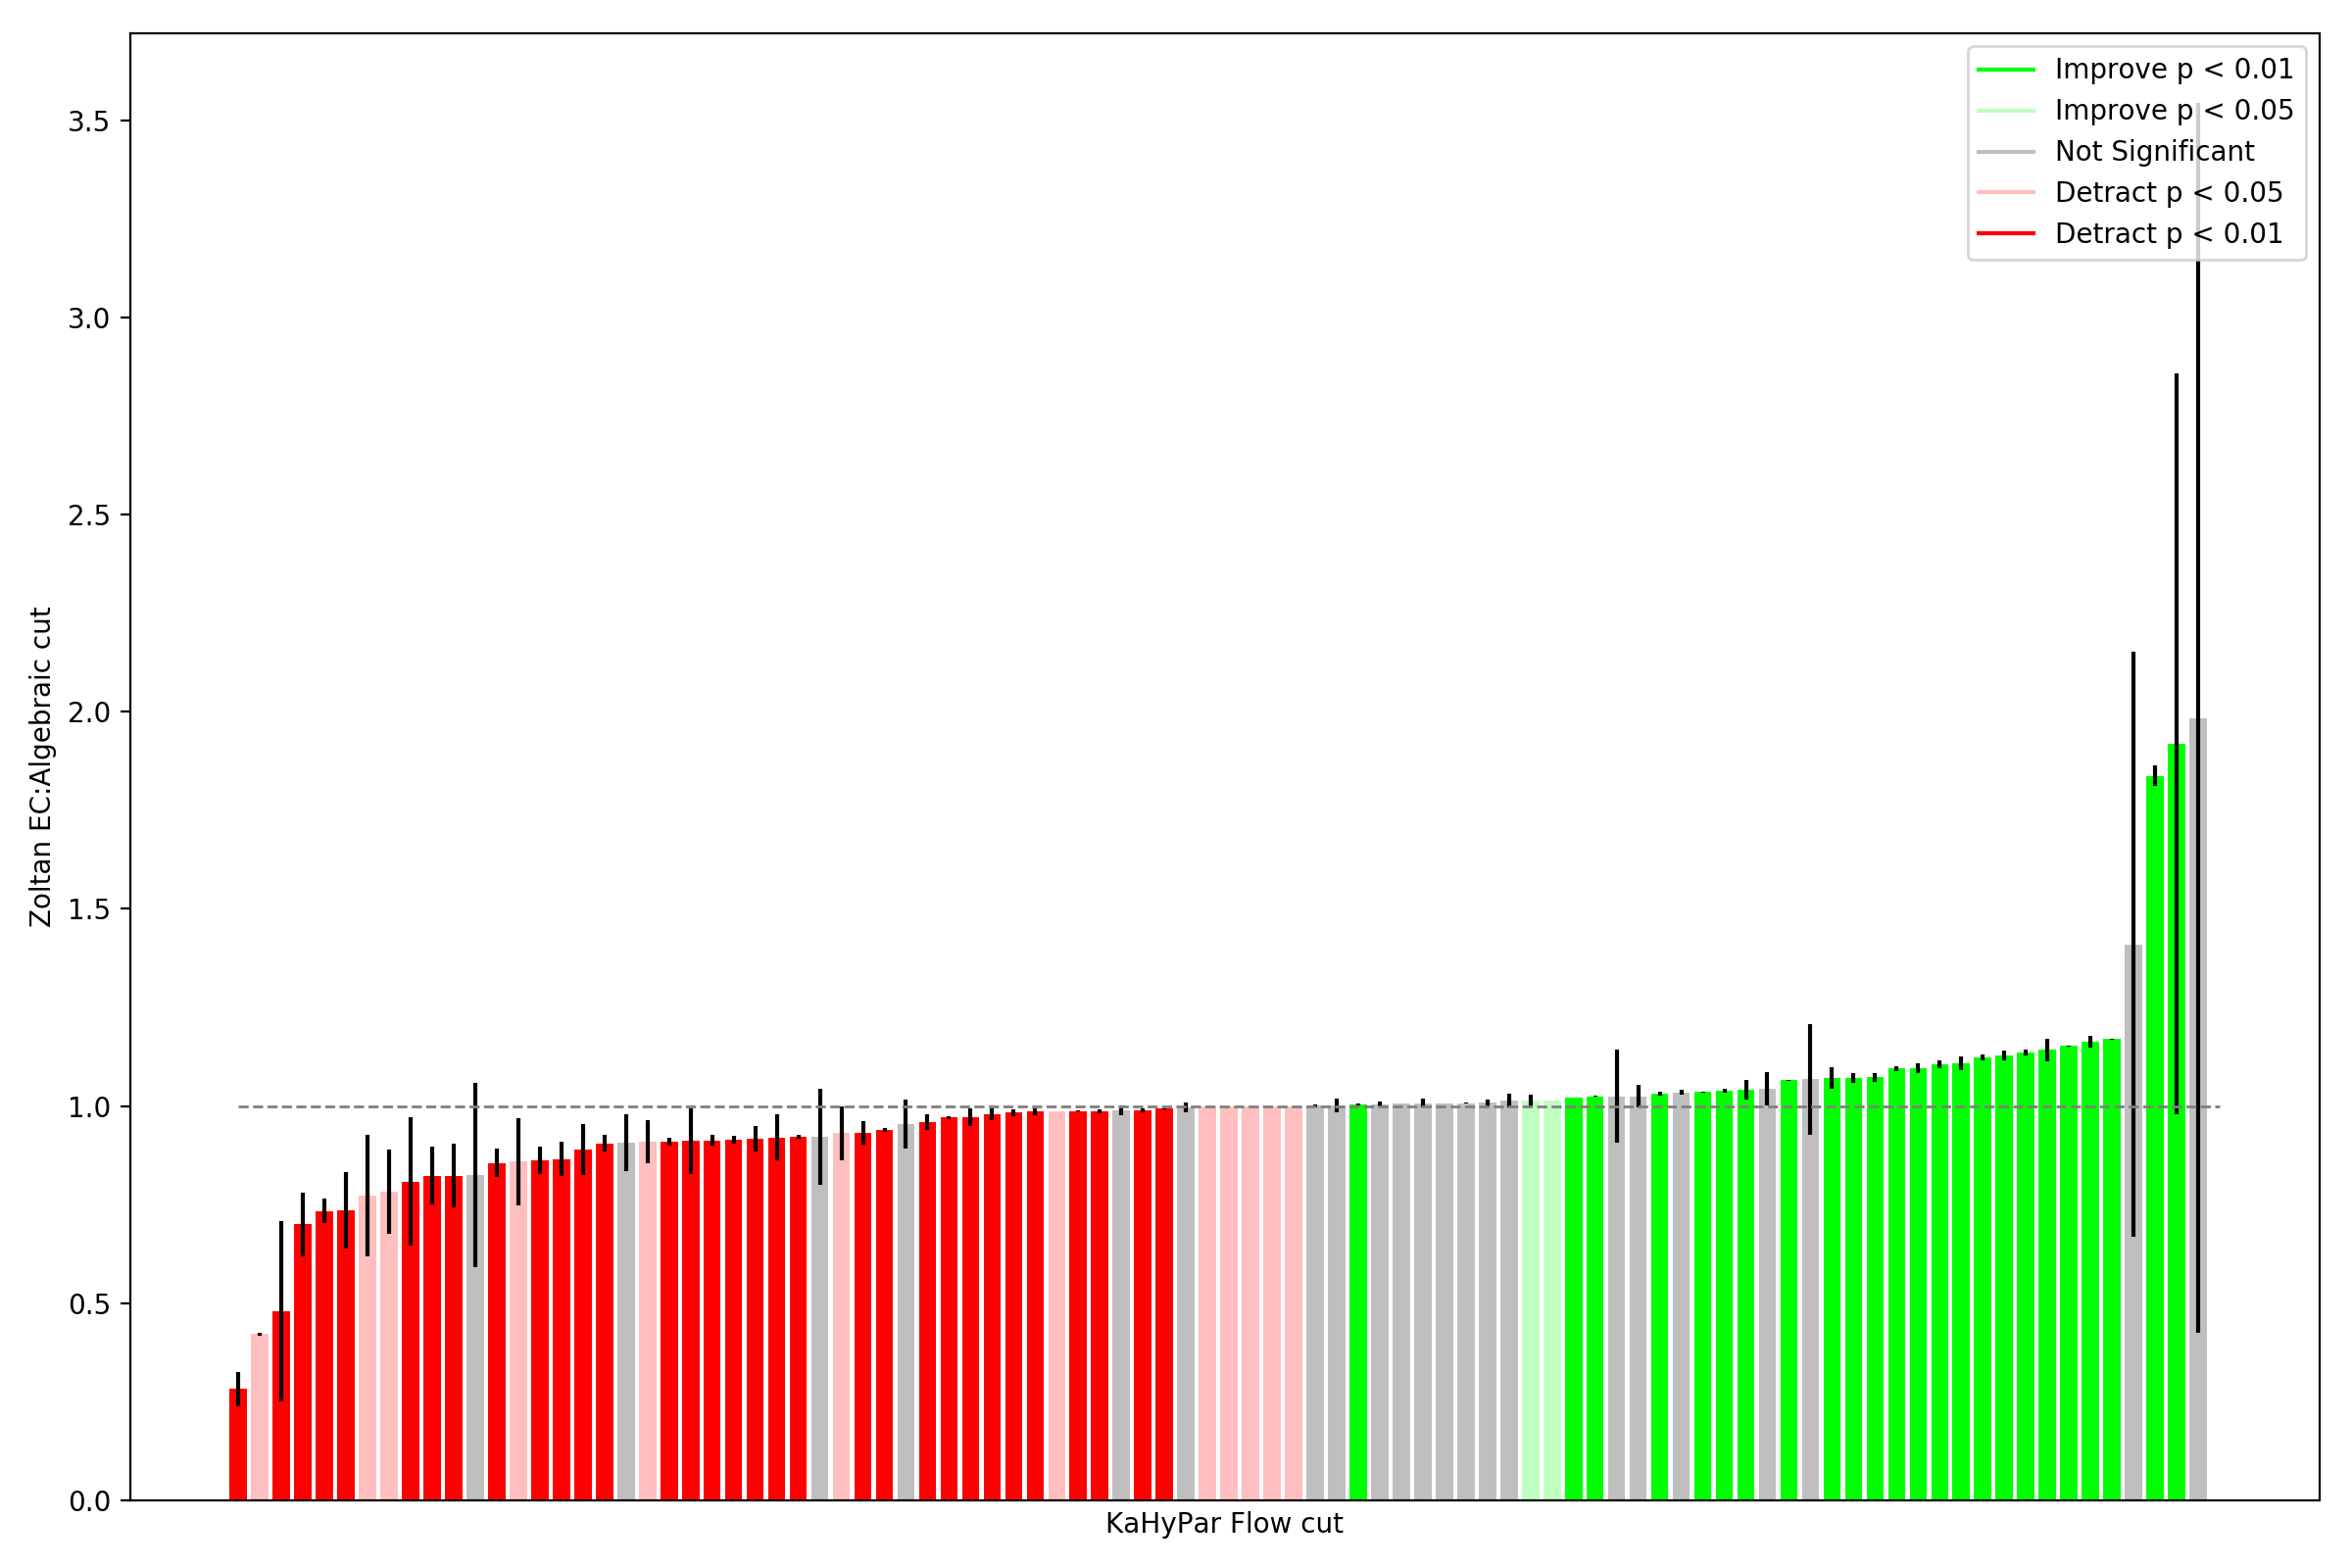 Improve p < 0.01
Improve p < 0.05
Not Significant
Detract p < 0.05
Detract p < 0.01
3.5
3.0
2.5
2.0
1.5
1.0
0.5
0.0
Zoltan EC:Algebraic cut
KaHyPar Flow cut